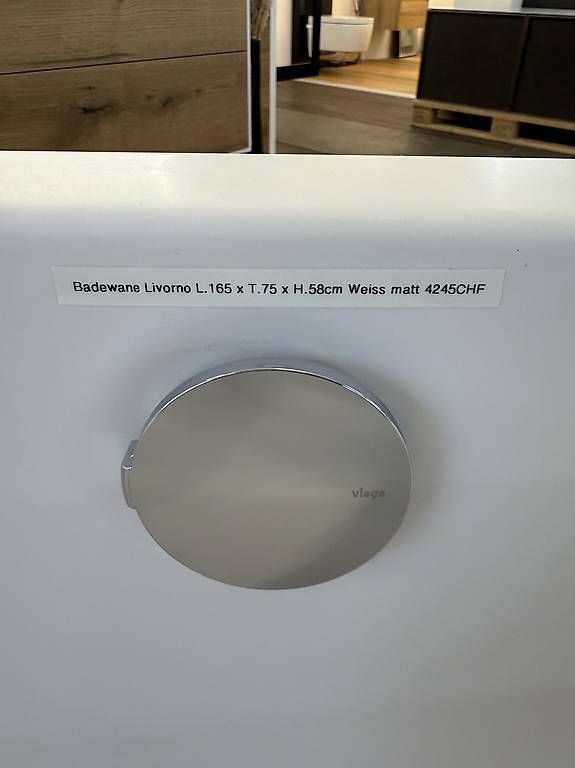 Badewane Livorno L.165 x T.75 x H.58cm Weiss matt 4245CHF
viega